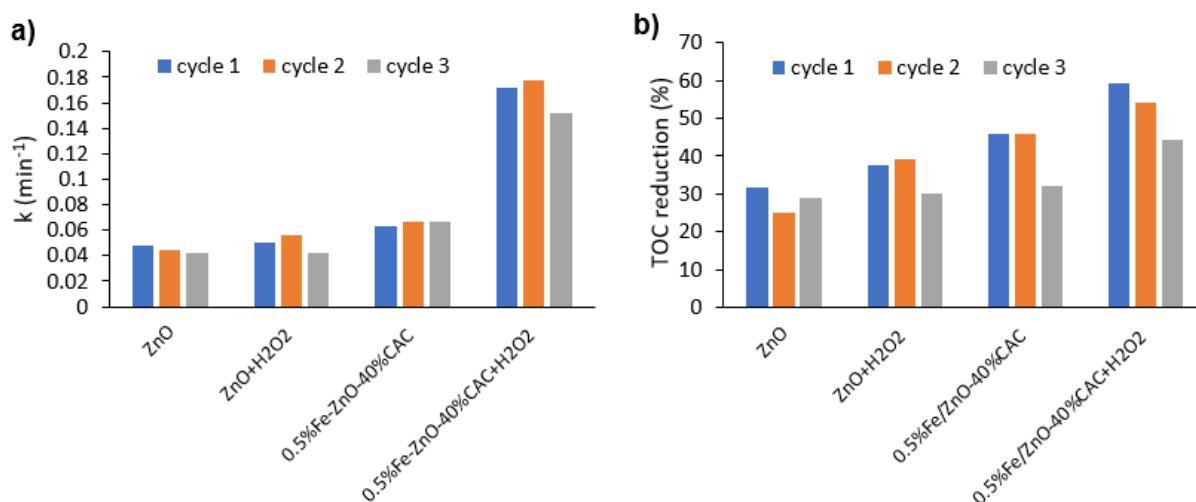 a)
k (min⁻¹)
cycle 1 cycle 2 cycle 3
0.2
0.18
0.16
0.14
0.12
0.1
0.08
0.06
0.04
0.02
0
ZnO
ZnO+H2O2
0.5%Fe-ZnO-40%CAC
0.5%Fe-ZnO-40%CAC+H2O2
b)
TOC reduction (%)
cycle 1 cycle 2 cycle 3
70
60
50
40
30
20
10
0
ZnO
ZnO+H2O2
0.5%Fe/ZnO-40%CAC
0.5%Fe/ZnO-40%CAC+H2O2